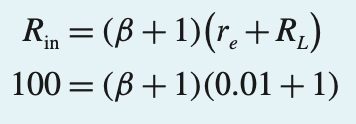 R_in = (β + 1)(r_e + R_L)
100 = (β + 1)(0.01 + 1)